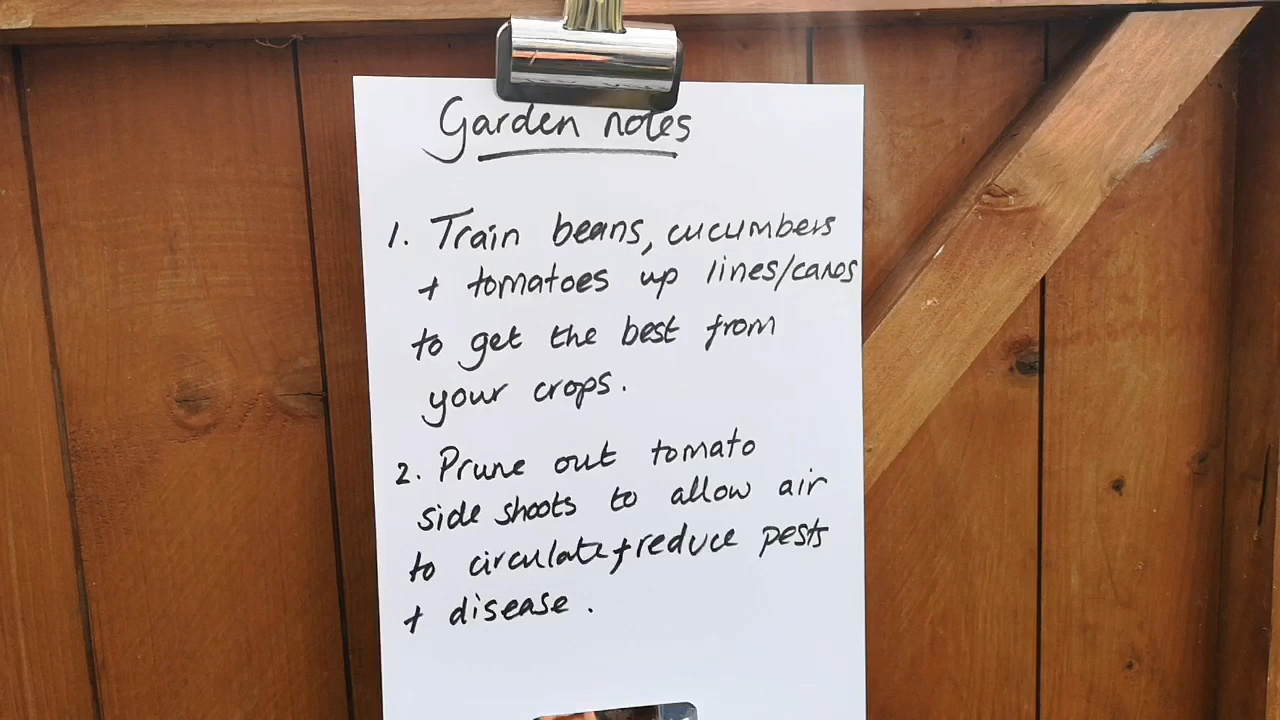 Garden notes
1. Train beans, cucumbers
+ tomatoes up lines/canes
to get the best from
your crops.
2. Prune out tomato
side shoots to allow air
to circulate + reduce pests
+ disease.